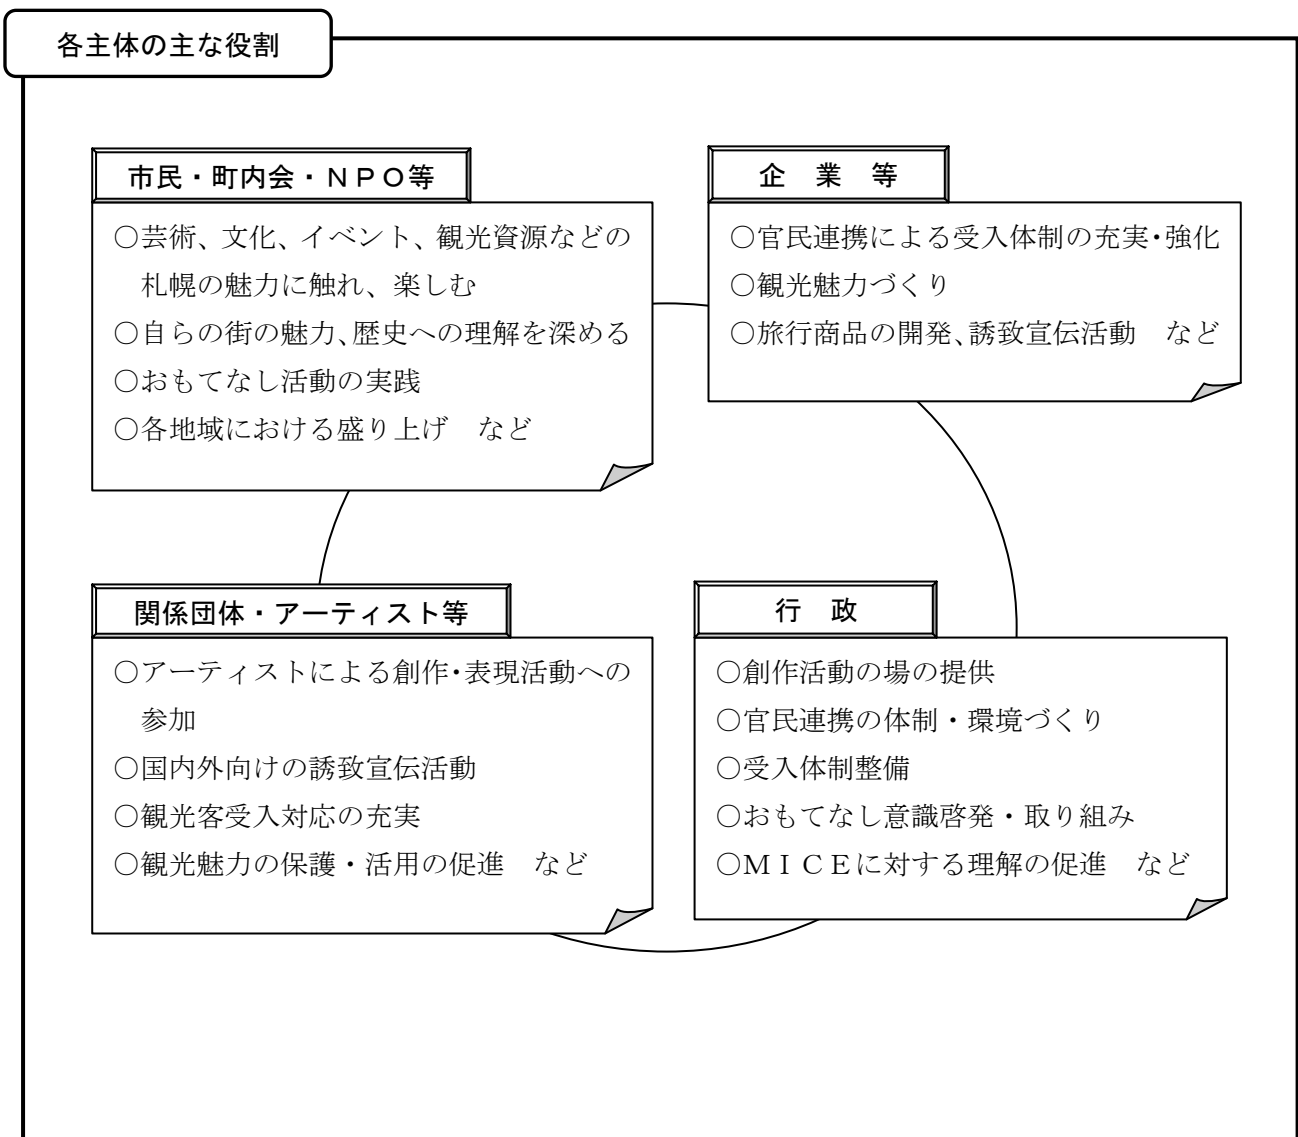 各主体の主な役割
市民・町内会・ＮＰＯ等
○芸術、文化、イベント、観光資源などの
札幌の魅力に触れ、楽しむ
○自らの街の魅力、歴史への理解を深める
○おもてなし活動の実践
○各地域における盛り上げ　など
企　業　等
○官民連携による受入体制の充実・強化
○観光魅力づくり
○旅行商品の開発、誘致宣伝活動　など
関係団体・アーティスト等
○アーティストによる創作・表現活動への
参加
○国内外向けの誘致宣伝活動
○観光客受入対応の充実
○観光魅力の保護・活用の促進　など
行　政
○創作活動の場の提供
○官民連携の体制・環境づくり
○受入体制整備
○おもてなし意識啓発・取り組み
○ＭＩＣＥに対する理解の促進　など